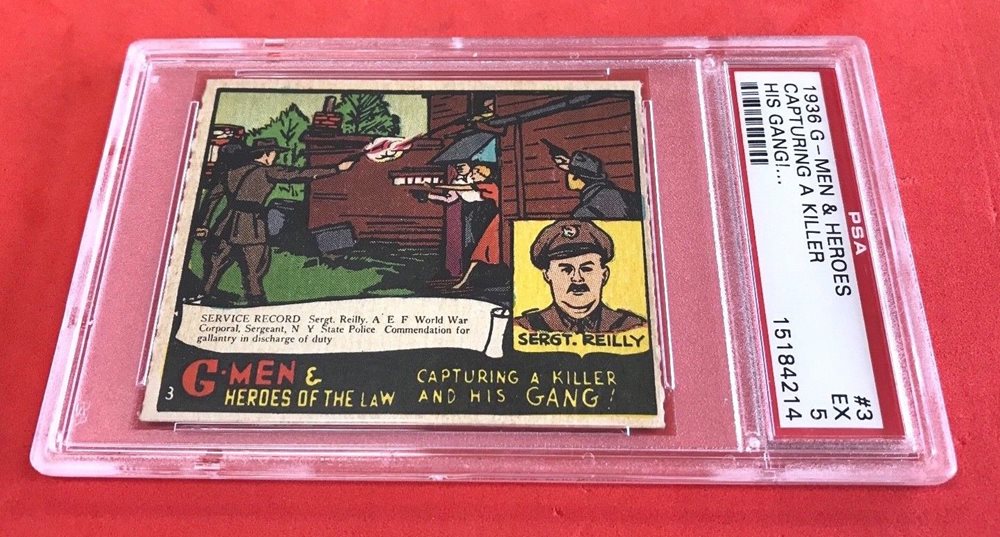 SERVICE RECORD Sergt. Reilly. A E F World War
Corporal, Sergeant, N Y State Police Commendation for
gallantry in discharge of duty
SERGT. REILLY
3
G-MEN &
HEROES OF THE LAW
CAPTURING A KILLER
AND HIS GANG!
1936 G-MEN & HEROES
CAPTURING A KILLER
HIS GANG!...
PSA
#3
EX
5
15184214